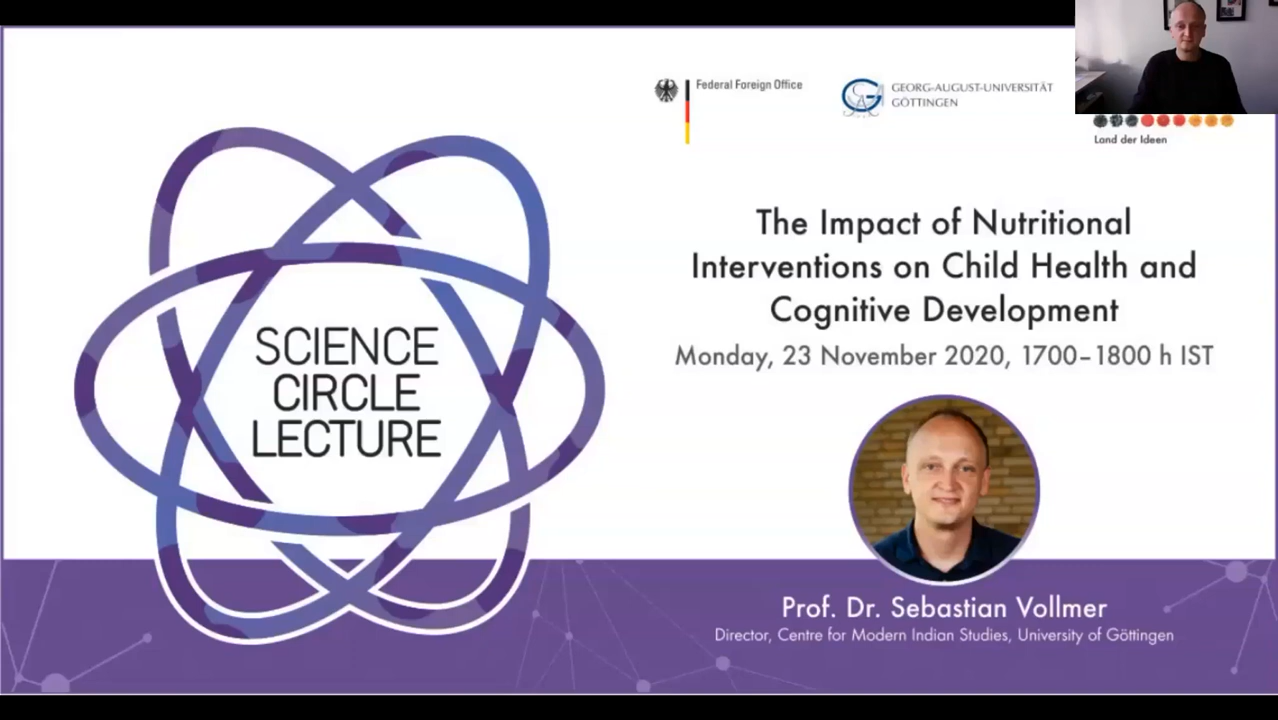 Federal Foreign Office
GEORG-AUGUST-UNIVERSITÄT
GÖTTINGEN
Land der Ideen
The Impact of Nutritional
Interventions on Child Health and
Cognitive Development
Monday, 23 November 2020, 1700–1800 h IST
SCIENCE
CIRCLE
LECTURE
Prof. Dr. Sebastian Vollmer
Director, Centre for Modern Indian Studies, University of Göttingen